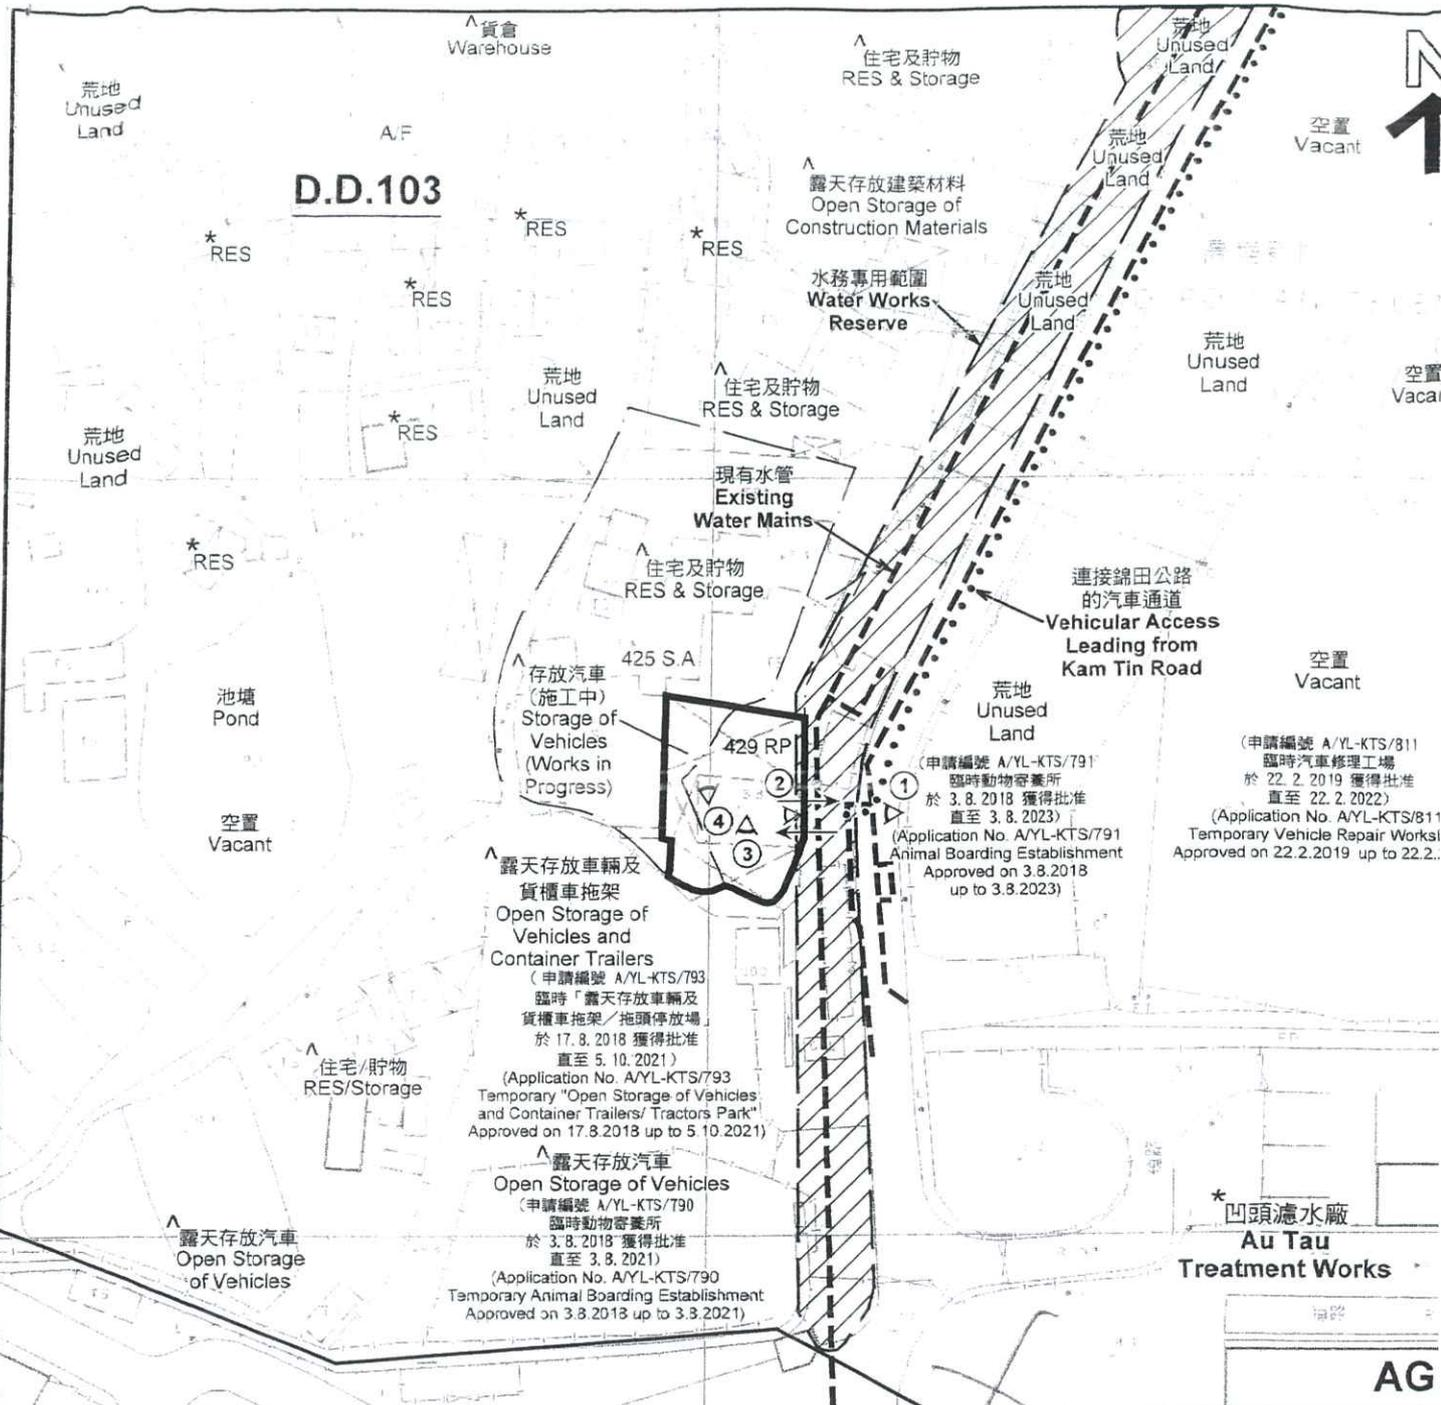 ^ 貨倉
Warehouse
^
住宅及貯物
RES & Storage
荒地
Unused
Land
N
荒地
Unused
Land
A/F
D.D.103
荒地
Unused
Land
空置
Vacant
^
露天存放建築材料
Open Storage of
Construction Materials
* RES
* RES
* RES
* RES
水務專用範圍
Water Works
Reserve
荒地
Unused
Land
荒地
Unused
Land
空置
荒地
Unused
Land
^
住宅及貯物
RES & Storage
* RES
荒地
Unused
Land
現有水管
Existing
Water Mains
* RES
^
住宅及貯物
RES & Storage
連接錦田公路
的汽車通道
Vehicular Access
Leading from
Kam Tin Road
425 S.A
^ 存放汽車
(施工中)
Storage of
Vehicles
(Works in
Progress)
池塘
Pond
空置
Vacant
荒地
Unused
Land
429 RP
②
①
④
③
(申請編號 A/YL-KTS/791
臨時動物寄養所
於 3.8.2018 獲得批准
直至 3.8.2023)
(Application No. A/YL-KTS/791
Animal Boarding Establishment
Approved on 3.8.2018
up to 3.8.2023)
(申請編號 A/YL-KTS/811
臨時汽車修理工場
於 22.2.2019 獲得批准
直至 22.2.2022)
(Application No. A/YL-KTS/811
Temporary Vehicle Repair Works
Approved on 22.2.2019 up to 22.2.
空置
Vacant
^ 露天存放車輛及
貨櫃車拖架
Open Storage of
Vehicles and
Container Trailers
(申請編號 A/YL-KTS/793
臨時「露天存放車輛及
貨櫃車拖架／拖頭停放場」
於 17.8.2018 獲得批准
直至 5.10.2021)
(Application No. A/YL-KTS/793
Temporary "Open Storage of Vehicles
and Container Trailers/ Tractors Park"
Approved on 17.8.2018 up to 5.10.2021)
^
住宅/貯物
RES/Storage
^ 露天存放汽車
Open Storage of Vehicles
(申請編號 A/YL-KTS/790
臨時動物寄養所
於 3.8.2018 獲得批准
直至 3.8.2021)
(Application No. A/YL-KTS/790
Temporary Animal Boarding Establishment
Approved on 3.8.2018 up to 3.8.2021)
^ 露天存放汽車
Open Storage
of Vehicles
* 凹頭濾水廠
Au Tau
Treatment Works
AG